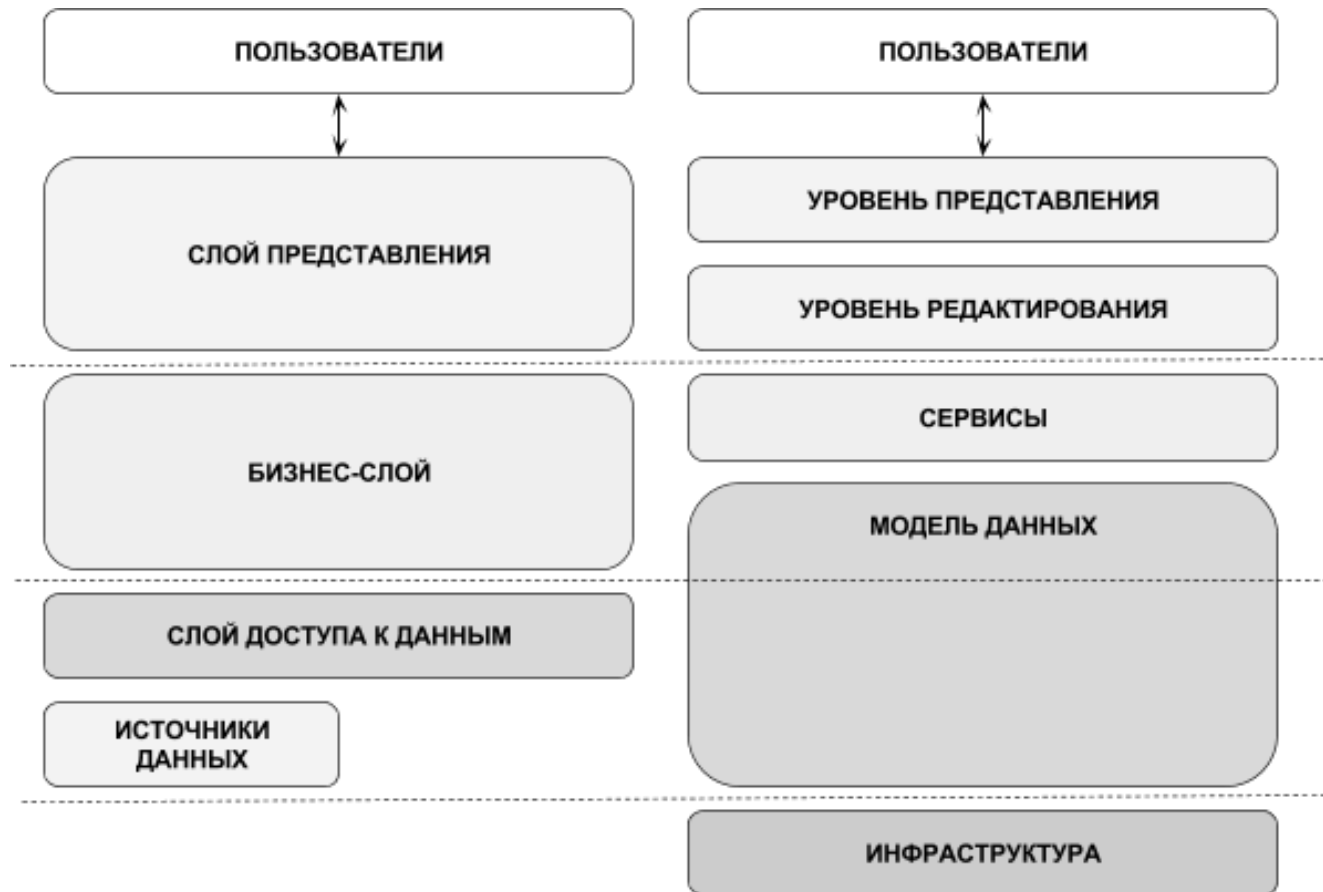 ПОЛЬЗОВАТЕЛИ
СЛОЙ ПРЕДСТАВЛЕНИЯ
БИЗНЕС-СЛОЙ
СЛОЙ ДОСТУПА К ДАННЫМ
ИСТОЧНИКИ
ДАННЫХ
ПОЛЬЗОВАТЕЛИ
УРОВЕНЬ ПРЕДСТАВЛЕНИЯ
УРОВЕНЬ РЕДАКТИРОВАНИЯ
СЕРВИСЫ
МОДЕЛЬ ДАННЫХ
ИНФРАСТРУКТУРА